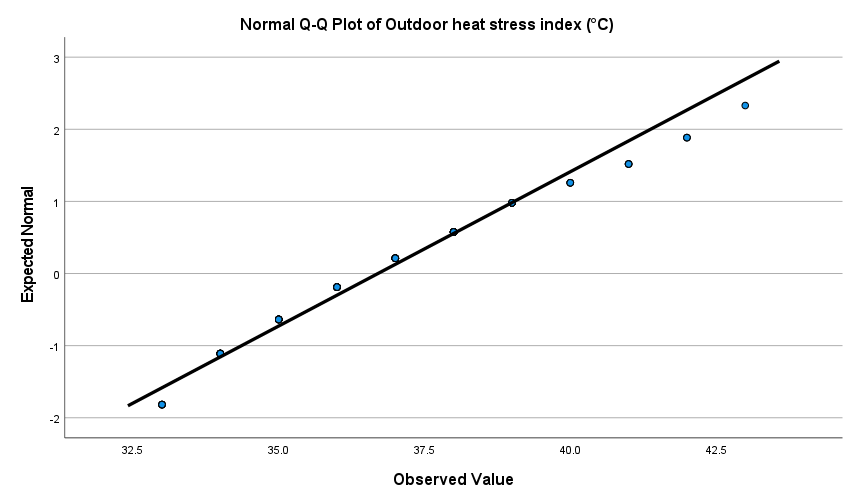 Normal Q-Q Plot of Outdoor heat stress index (°C)
Expected Normal
3
2
1
0
-1
-2
32.5 35.0 37.5 40.0 42.5
Observed Value